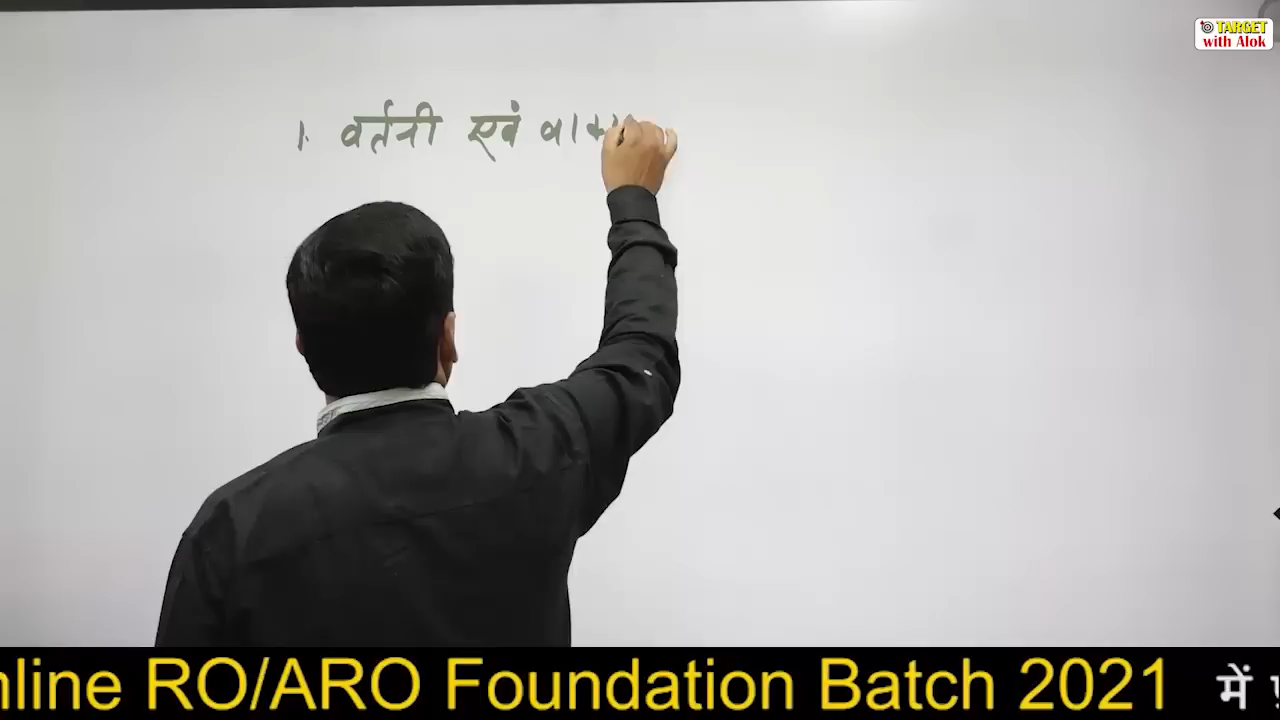 TARGET
with Alok
1. वर्तनी एवं वाक्य
nline RO/ARO Foundation Batch 2021 में